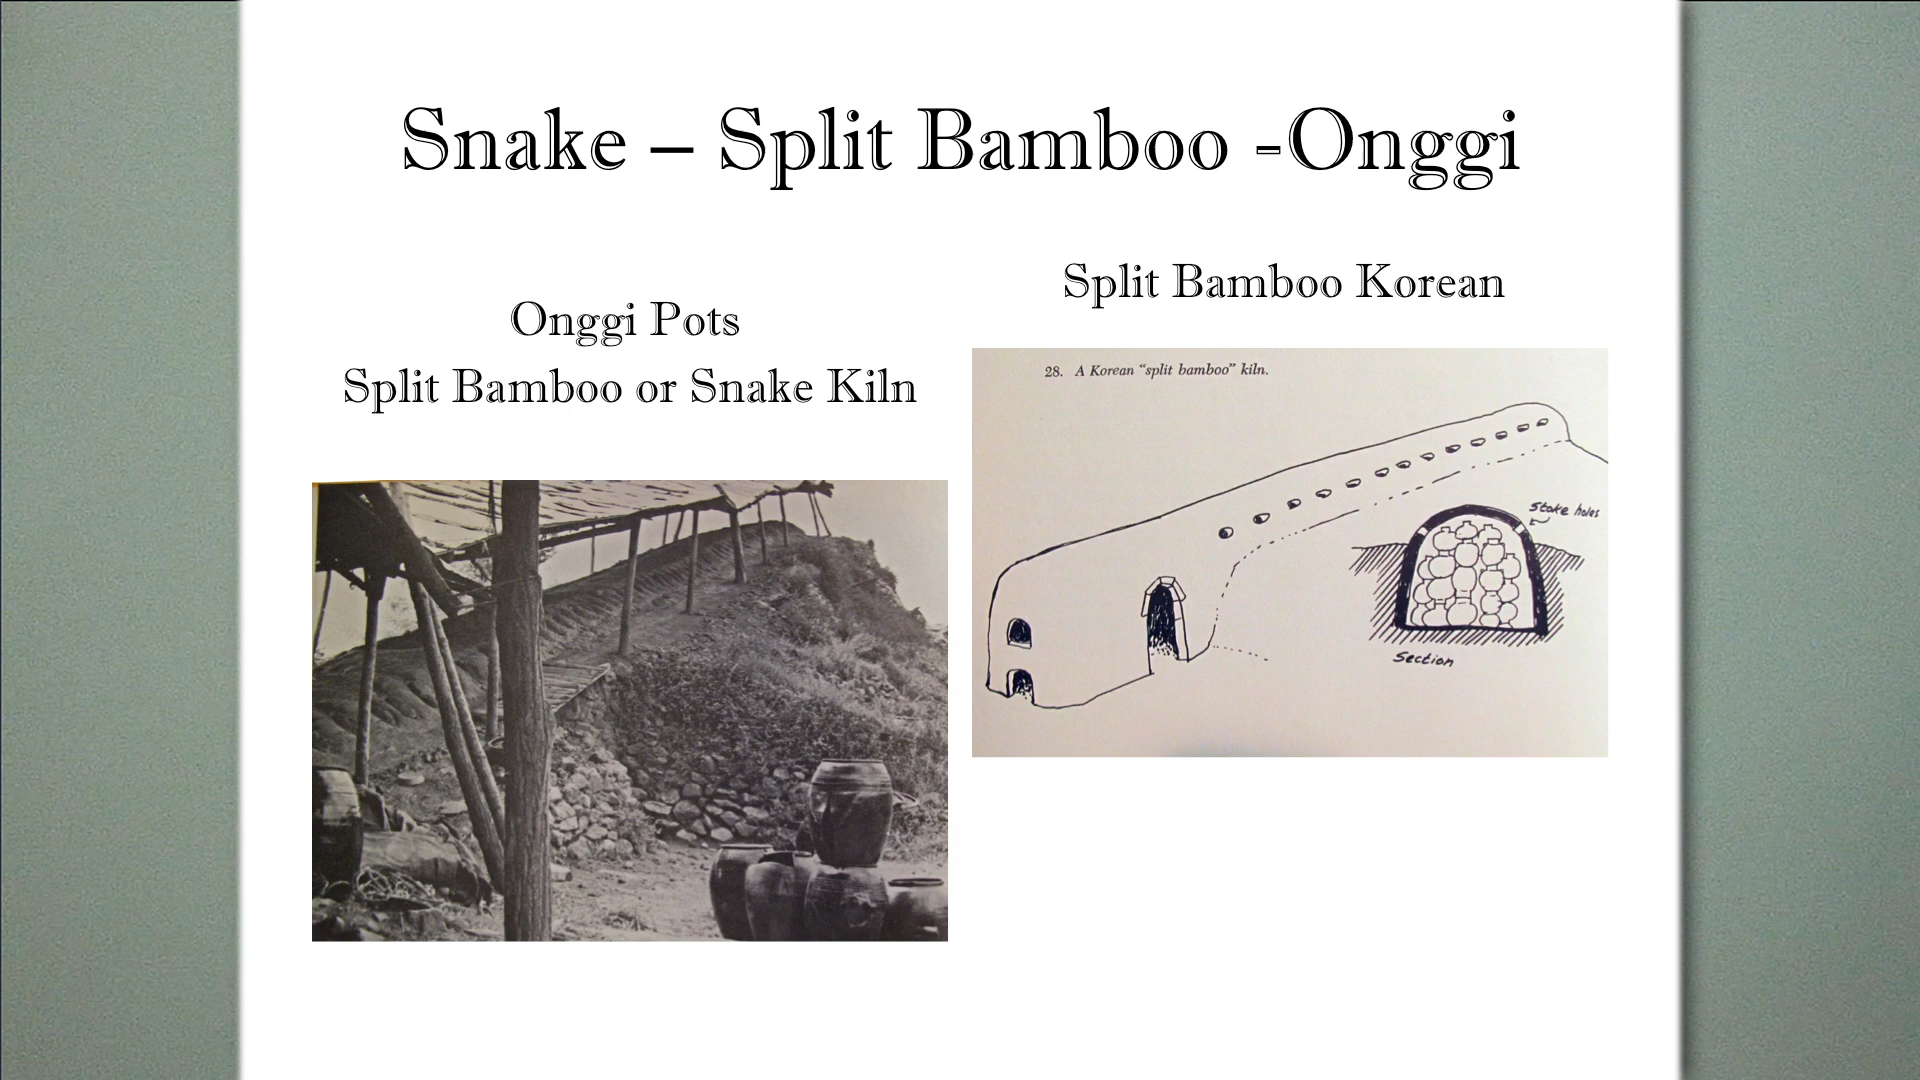 Snake – Split Bamboo -Onggi
Onggi Pots
Split Bamboo or Snake Kiln
Split Bamboo Korean
28. A Korean “split bamboo” kiln.
Stoke holes
Section